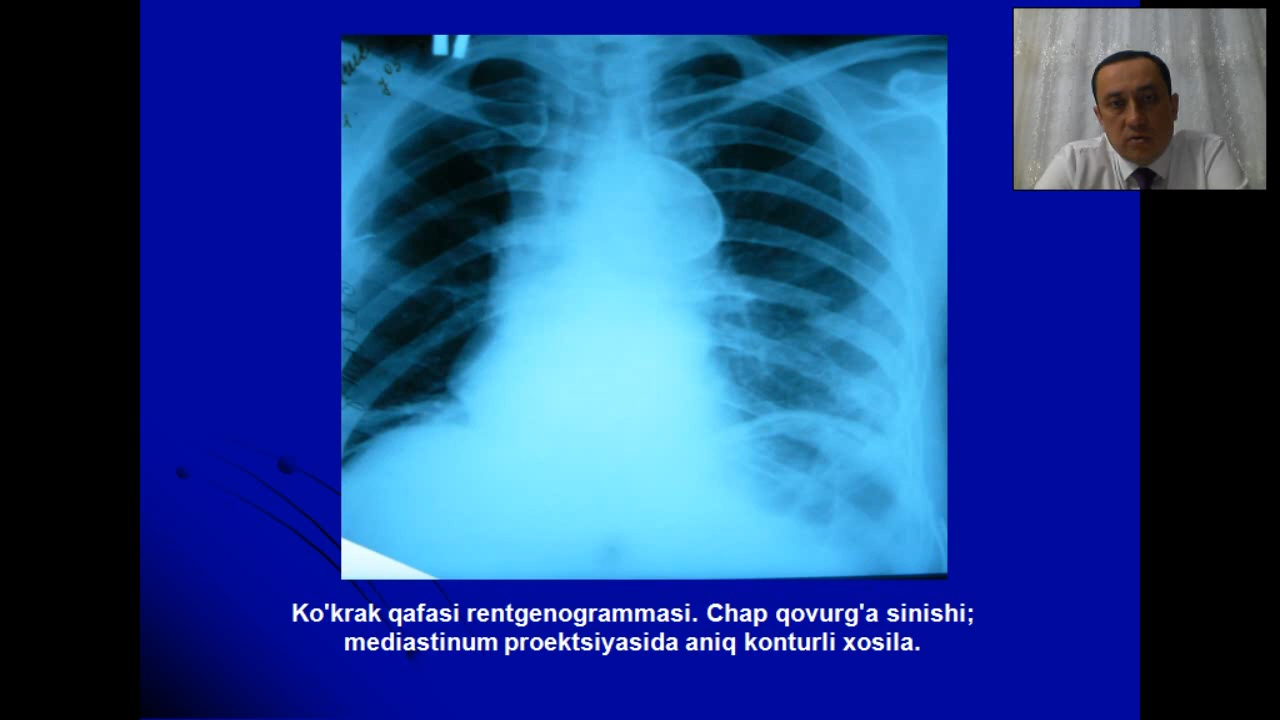 Ko'krak qafasi rentgenogrammasi. Chap qovurg'a sinishi;
mediastinum proektsiyasida aniq konturli xosila.